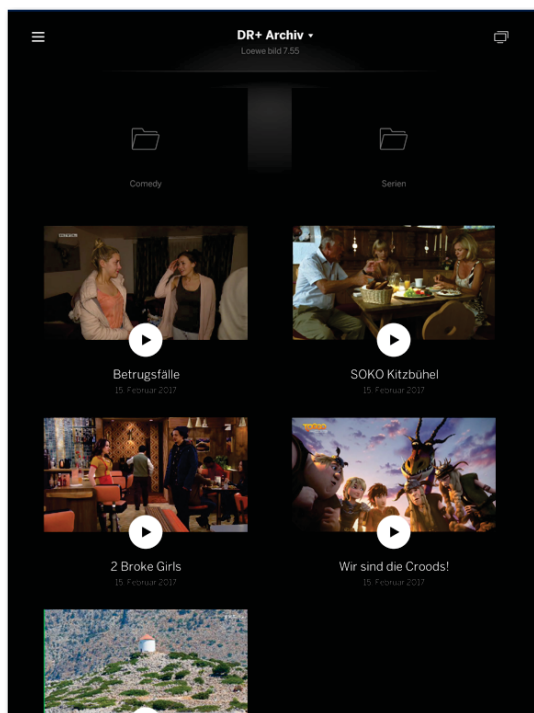 DR+ Archiv
Loewe bild 7.55
Comedy
Serien
Betrugsfälle
15. Februar 2017
SOKO Kitzbühel
15. Februar 2017
2 Broke Girls
15. Februar 2017
Wir sind die Croods!
15. Februar 2017